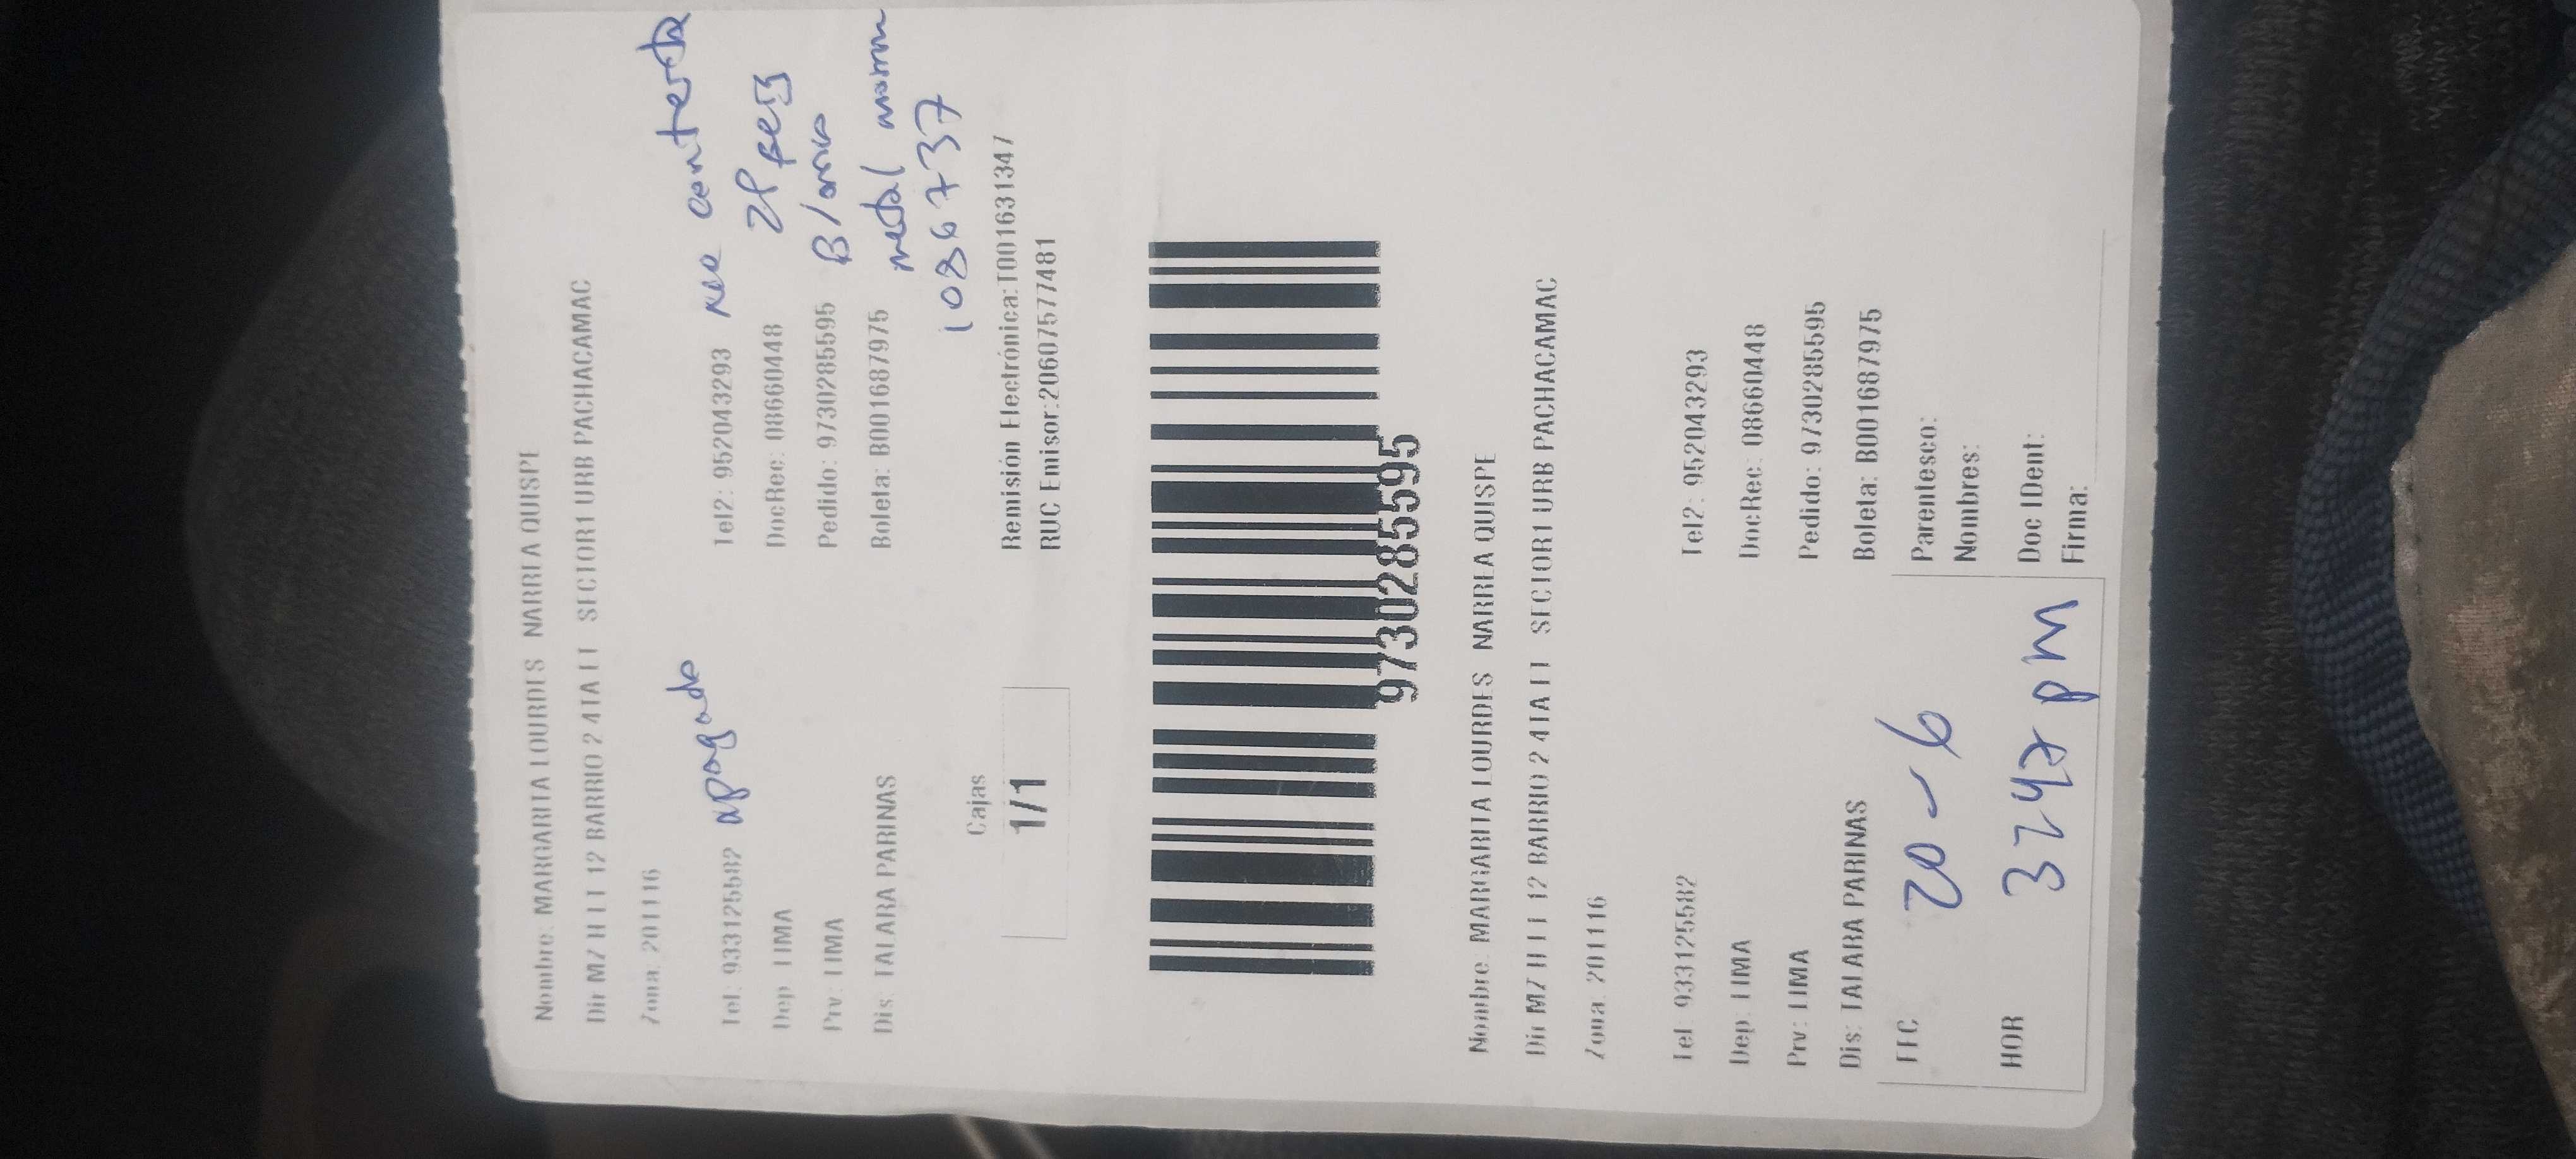 Nombre: MARGARITA LOURDES NARREA QUISPE
Dir MZ H LT 12 BARRIO 2 4TA ET SECTOR1 URB PACHACAMAC
Zona: 201116
Tel: 933125582 apagado Tel2: 952043293 no contesta
Dep: LIMA DocRec: 08660448 2P
Prv: LIMA Pedido: 9730285595 B/
Dis: TALARA PARINAS Boleta: B001687975 metal
1086737
Cajas
1/1
Remisión Electrónica:T001631347
RUC Emisor:20607577481
9730285595
Nombre: MARGARITA LOURDES NARREA QUISPE
Dir MZ H LT 12 BARRIO 2 4TA ET SECTOR1 URB PACHACAMAC
Zona: 201116
Tel: 933125582 Tel2: 952043293
Dep: LIMA DocRec: 08660448
Prv: LIMA Pedido: 9730285595
Dis: TALARA PARINAS Boleta: B001687975
FEC 20-6 Parentesco:
Nombres:
HOR 3:47 pm Doc IDent:
Firma: